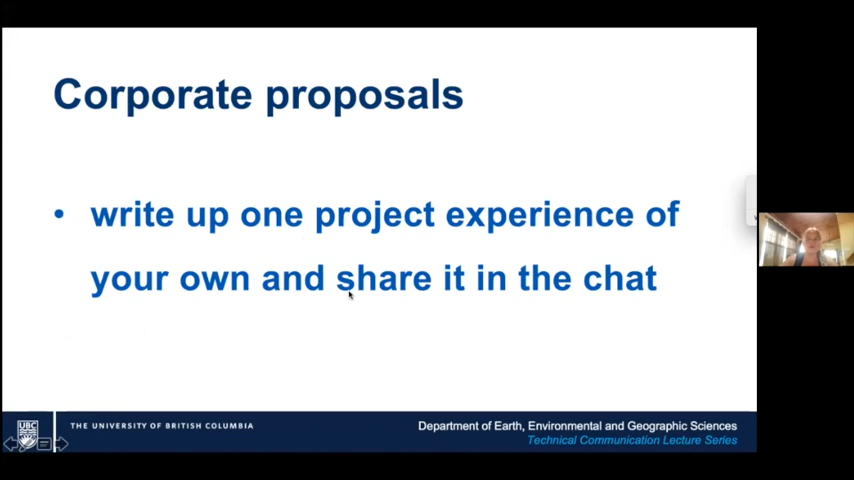 Corporate proposals
• write up one project experience of
your own and share it in the chat
UBC
THE UNIVERSITY OF BRITISH COLUMBIA
Department of Earth, Environmental and Geographic Sciences
Technical Communication Lecture Series